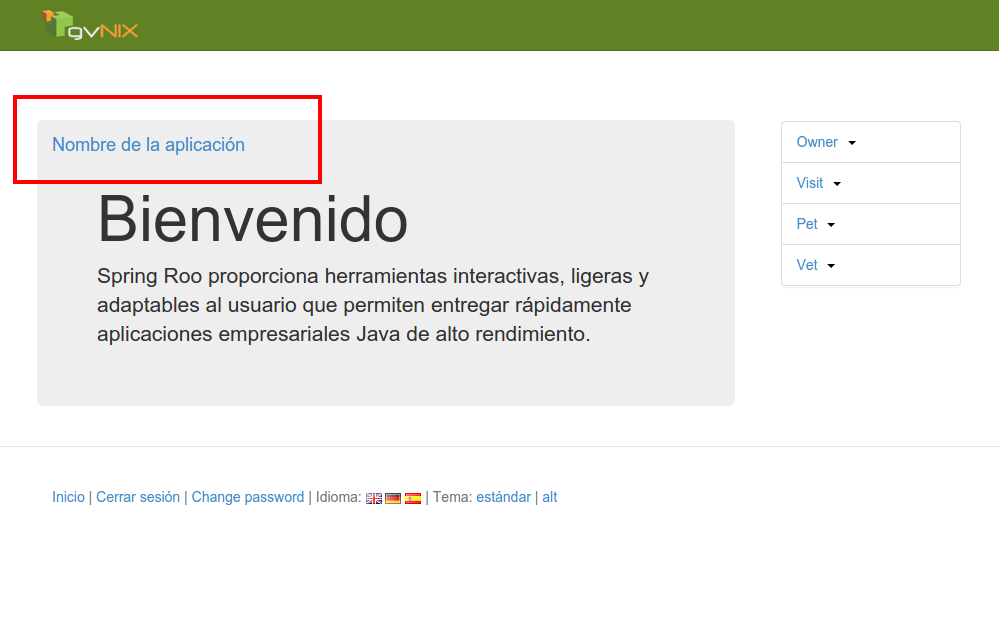 gvNIX
Nombre de la aplicación
Bienvenido
Spring Roo proporciona herramientas interactivas, ligeras y
adaptables al usuario que permiten entregar rápidamente
aplicaciones empresariales Java de alto rendimiento.
Owner
Visit
Pet
Vet
Inicio | Cerrar sesión | Change password | Idioma: | Tema: estándar | alt